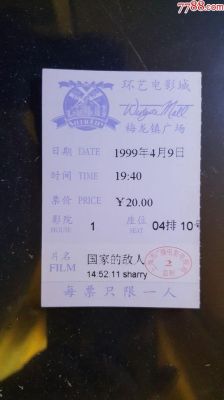 7788.com
环艺电影城
Westgate Mall
梅龙镇广场
日期 DATE 1999年4月9日
时间 TIME 19:40
票价 PRICE ￥20.00
影院 座位
HOUSE 1 SEAT 04排 10号
片名 国家的敌人
FILM 14:52:11 sharry
每票只限一人